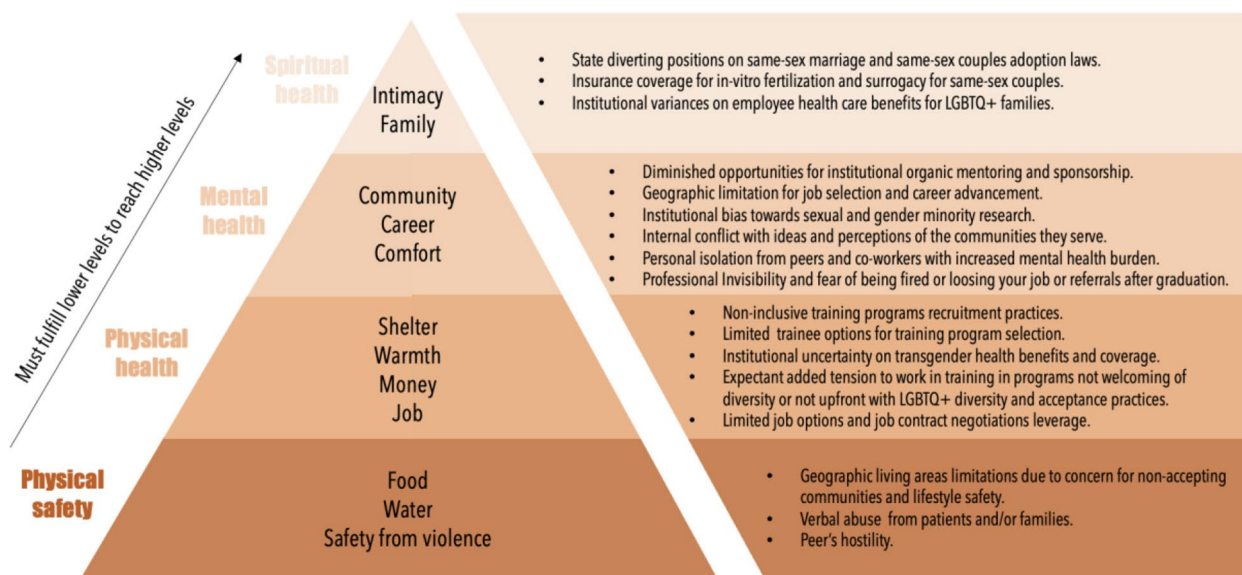 Must fulfill lower levels to reach higher levels
Spiritual
health
Intimacy
Family
• State diverting positions on same-sex marriage and same-sex couples adoption laws.
• Insurance coverage for in-vitro fertilization and surrogacy for same-sex couples.
• Institutional variances on employee health care benefits for LGBTQ+ families.
Mental
health
Community
Career
Comfort
• Diminished opportunities for institutional organic mentoring and sponsorship.
• Geographic limitation for job selection and career advancement.
• Institutional bias towards sexual and gender minority research.
• Internal conflict with ideas and perceptions of the communities they serve.
• Personal isolation from peers and co-workers with increased mental health burden.
• Professional Invisibility and fear of being fired or loosing your job or referrals after graduation.
Physical
health
Shelter
Warmth
Money
Job
• Non-inclusive training programs recruitment practices.
• Limited trainee options for training program selection.
• Institutional uncertainty on transgender health benefits and coverage.
• Expectant added tension to work in training in programs not welcoming of
diversity or not upfront with LGBTQ+ diversity and acceptance practices.
• Limited job options and job contract negotiations leverage.
Physical
safety
Food
Water
Safety from violence
• Geographic living areas limitations due to concern for non-accepting
communities and lifestyle safety.
• Verbal abuse from patients and/or families.
• Peer's hostility.